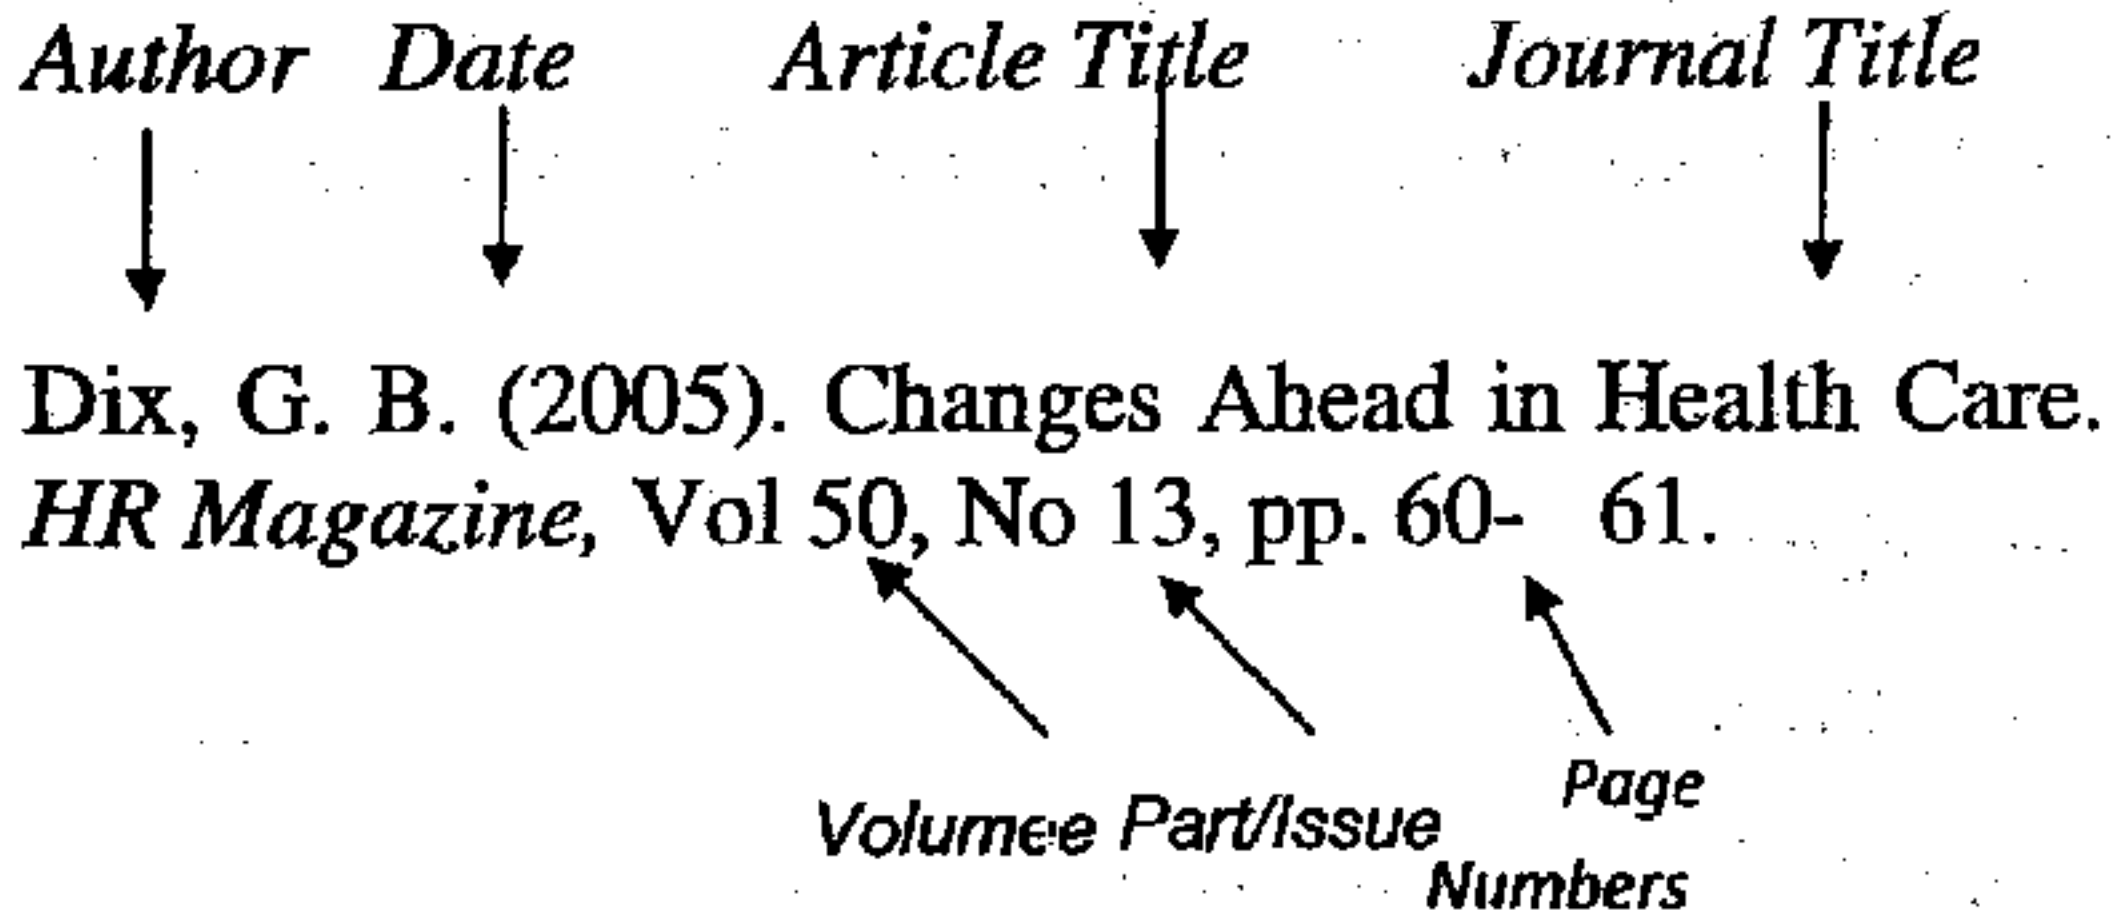 Author Date Article Title Journal Title
Dix, G. B. (2005). Changes Ahead in Health Care.
HR Magazine, Vol 50, No 13, pp. 60- 61.
Page
Volumee Part/Issue
Numbers